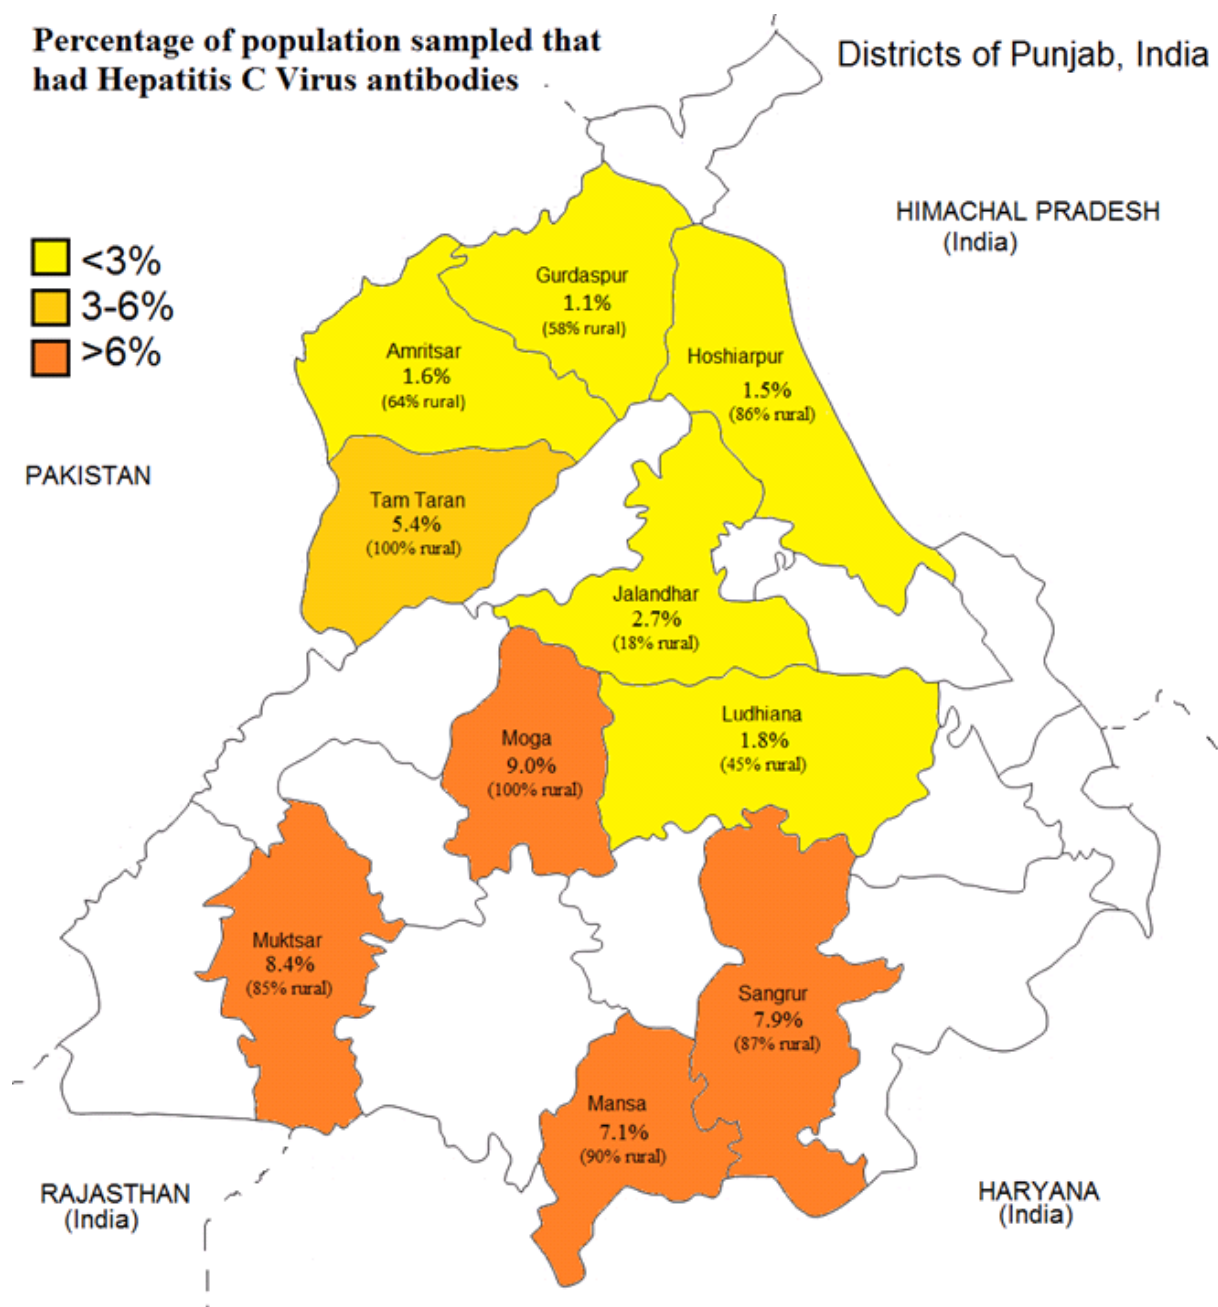 Percentage of population sampled that
had Hepatitis C Virus antibodies
Districts of Punjab, India
HIMACHAL PRADESH
(India)
<3%
3-6%
>6%
Gurdaspur
1.1%
(58% rural)
Amritsar
1.6%
(64% rural)
Hoshiarpur
1.5%
(86% rural)
PAKISTAN
Tam Taran
5.4%
(100% rural)
Jalandhar
2.7%
(18% rural)
Ludhiana
1.8%
(45% rural)
Moga
9.0%
(100% rural)
Muktsar
8.4%
(85% rural)
Sangrur
7.9%
(87% rural)
Mansa
7.1%
(90% rural)
RAJASTHAN
(India)
HARYANA
(India)